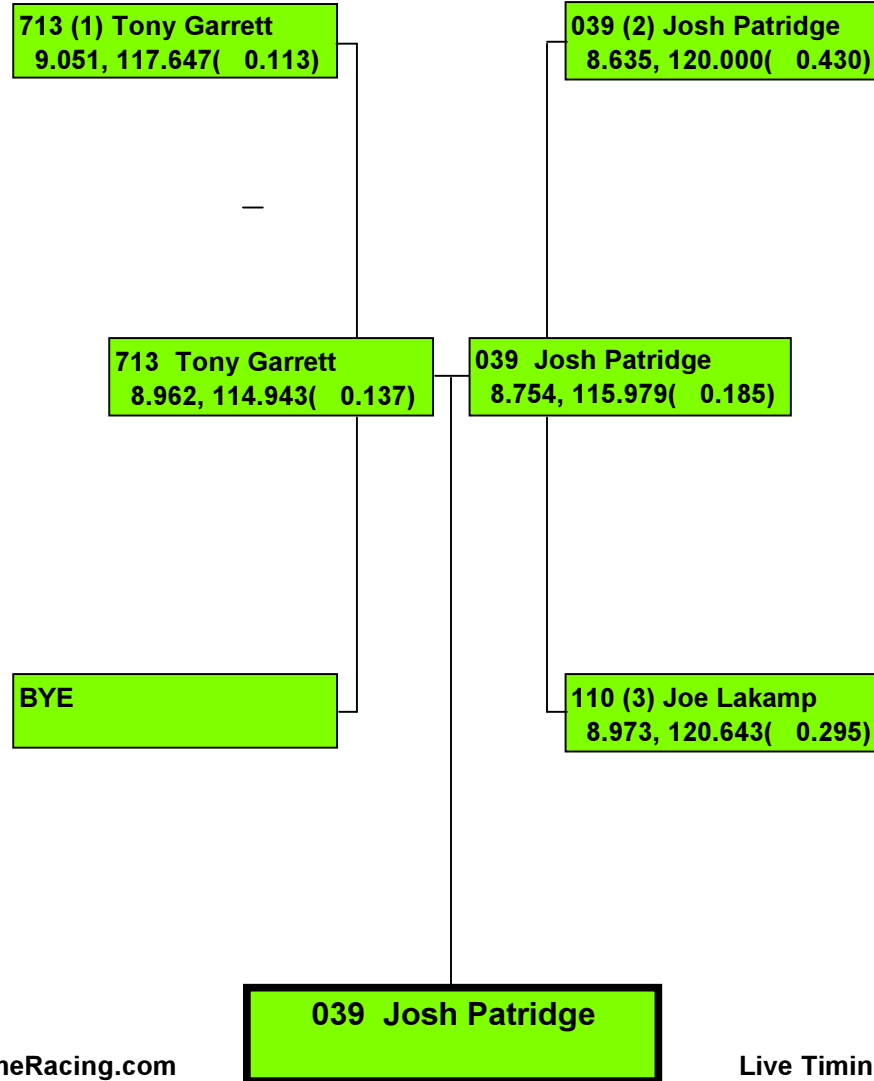 713 (1) Tony Garrett
9.051, 117.647( 0.113)
039 (2) Josh Patridge
8.635, 120.000( 0.430)
713 Tony Garrett
8.962, 114.943( 0.137)
039 Josh Patridge
8.754, 115.979( 0.185)
BYE
110 (3) Joe Lakamp
8.973, 120.643( 0.295)
039 Josh Patridge
neRacing.com
Live Timin